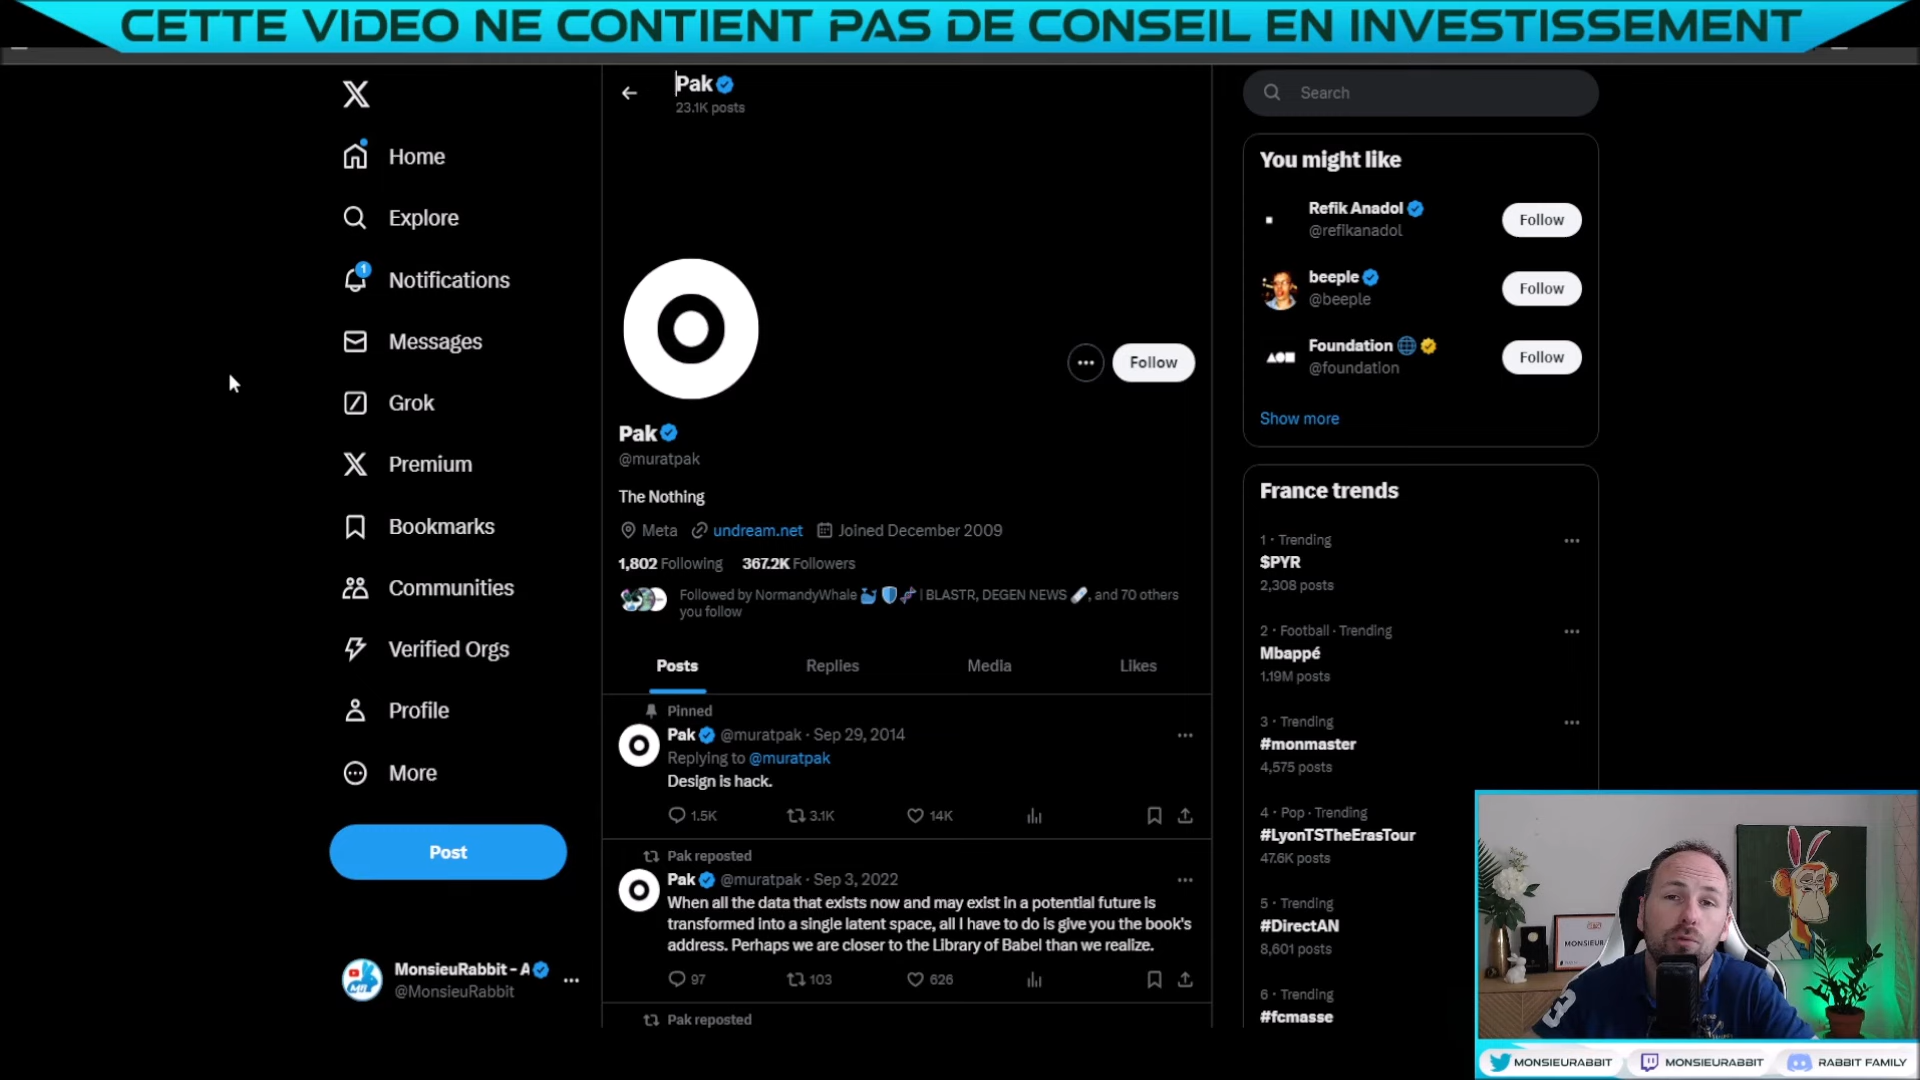 CETTE VIDEO NE CONTIENT PAS DE CONSEIL EN INVESTISSEMENT
Pak
23.1K posts
Search
Home
Explore
1
Notifications
Messages
Grok
Premium
Bookmarks
Communities
Verified Orgs
Profile
More
Post
MonsieuRabbit - A
@MonsieuRabbit
Follow
Pak
@muratpak
The Nothing
Meta undream.net Joined December 2009
1,802 Following 367.2K Followers
Followed by NormandyWhale | BLASTR, DEGEN NEWS , and 70 others
you follow
Posts Replies Media Likes
Pinned
Pak @muratpak · Sep 29, 2014
Replying to @muratpak
Design is hack.
1.5K 3.1K 14K
Pak reposted
Pak @muratpak · Sep 3, 2022
When all the data that exists now and may exist in a potential future is
transformed into a single latent space, all I have to do is give you the book's
address. Perhaps we are closer to the Library of Babel than we realize.
97 103 626
Pak reposted
You might like
Refik Anadol
@refikanadol
Follow
beeple
@beeple
Follow
Foundation
@foundation
Follow
Show more
France trends
1 · Trending
$PYR
2,308 posts
2 · Football · Trending
Mbappé
1.19M posts
3 · Trending
#monmaster
4,575 posts
4 · Pop · Trending
#LyonTSTheErasTour
47.6K posts
5 · Trending
#DirectAN
8,601 posts
6 · Trending
#fcmasse
MONSIEUR
MONSIEURABBIT MONSIEURABBIT RABBIT FAMILY